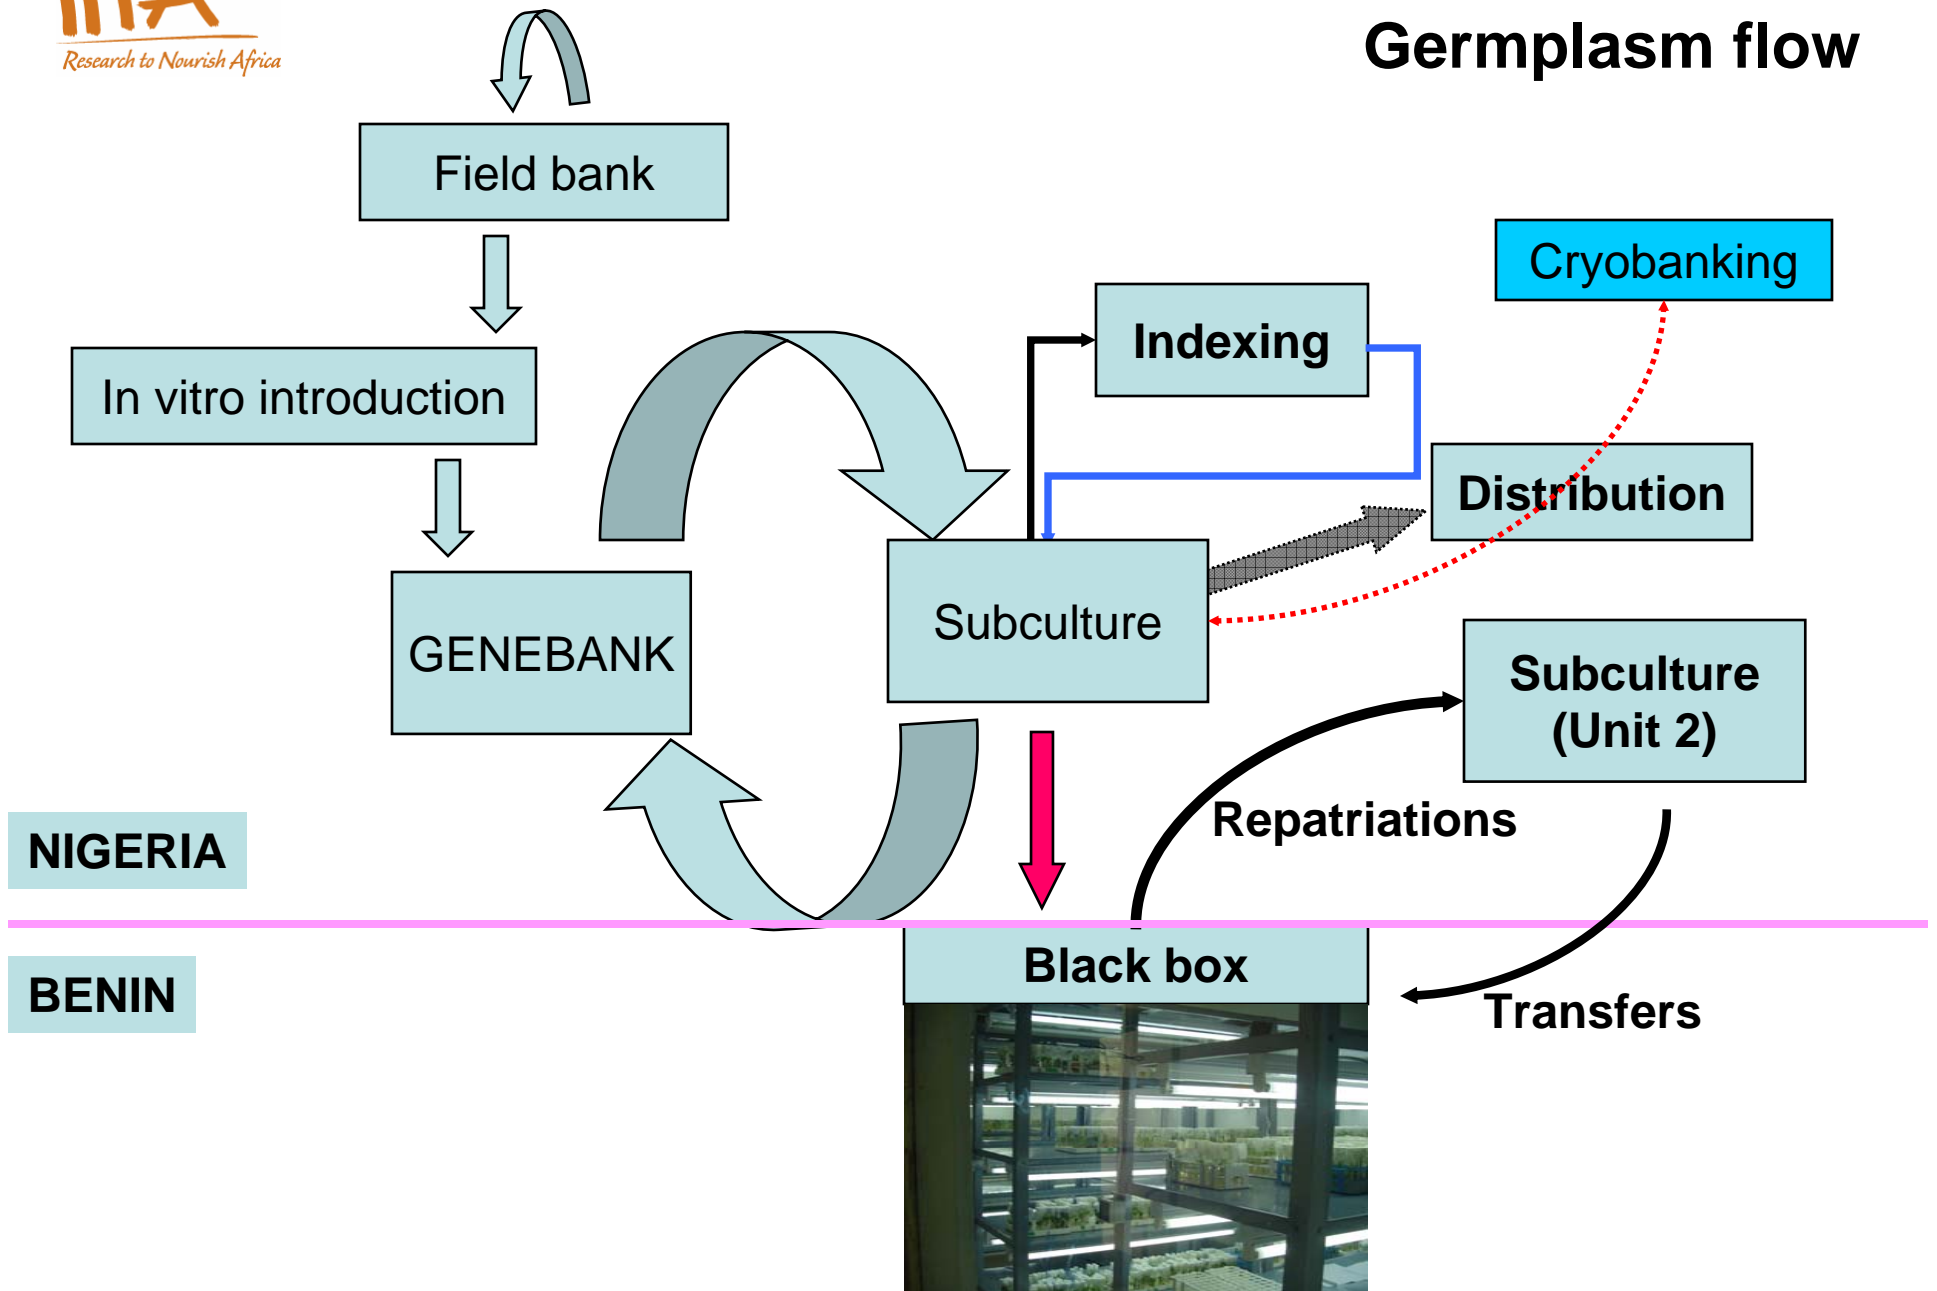 Research to Nourish Africa
Germplasm flow
Field bank
Cryobanking
Indexing
In vitro introduction
Distribution
GENEBANK
Subculture
Subculture
(Unit 2)
Repatriations
NIGERIA
Black box
BENIN
Transfers